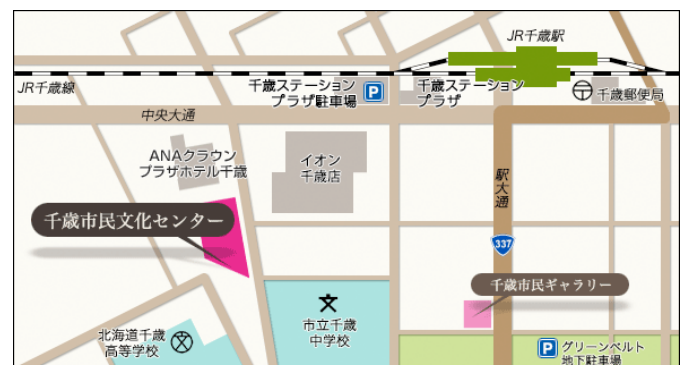 JR千歳駅
JR千歳線
千歳ステーション
プラザ駐車場
P
千歳ステーション
プラザ
千歳郵便局
中央大通
ANAクラウン
プラザホテル千歳
イオン
千歳店
駅大通
千歳市民文化センター
337
千歳市民ギャラリー
市立千歳
中学校
北海道千歳
高等学校
P
グリーンベルト
地下駐車場